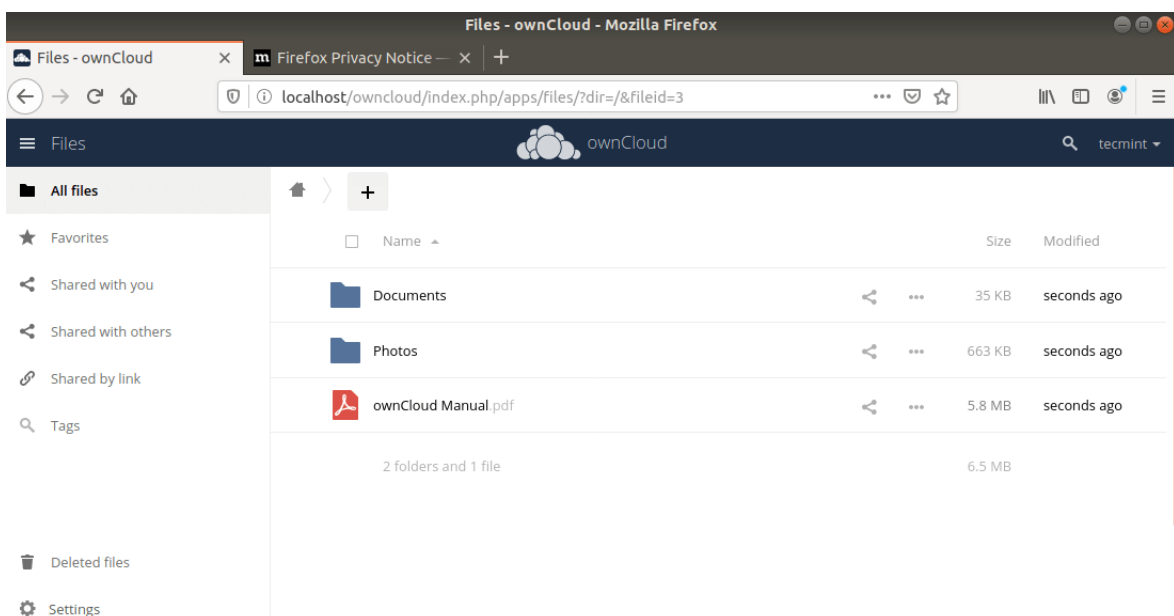 Files - ownCloud - Mozilla Firefox
Files - ownCloud
m Firefox Privacy Notice —
localhost/owncloud/index.php/apps/files/?dir=/&fileid=3
Files
ownCloud
tecmint
All files
Favorites
Shared with you
Shared with others
Shared by link
Tags
Deleted files
Settings
Name Size Modified
Documents 35 KB seconds ago
Photos 663 KB seconds ago
ownCloud Manual.pdf 5.8 MB seconds ago
2 folders and 1 file 6.5 MB